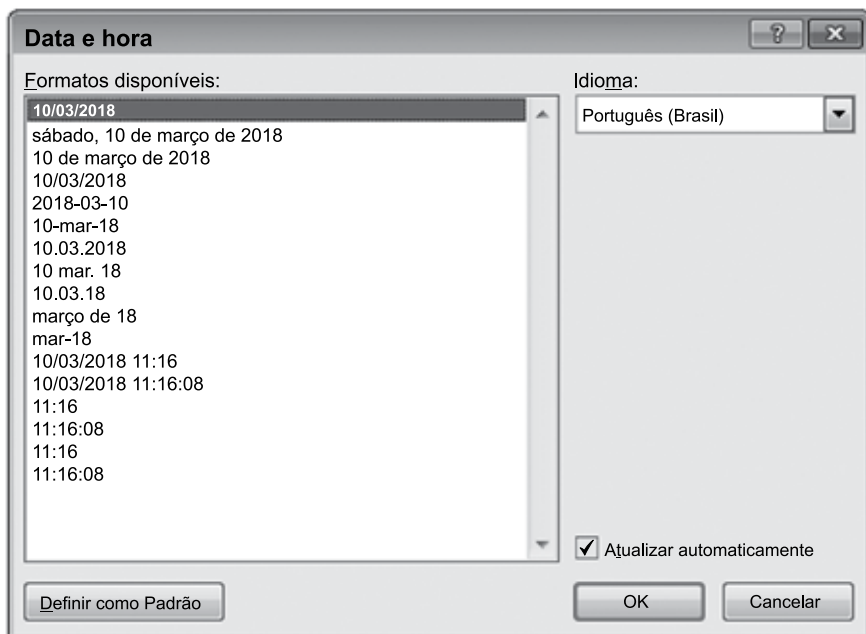 Data e hora
Formatos disponíveis:
Idioma:
10/03/2018
Português (Brasil)
sábado, 10 de março de 2018
10 de março de 2018
10/03/2018
2018-03-10
10-mar-18
10.03.2018
10 mar. 18
10.03.18
março de 18
mar-18
10/03/2018 11:16
10/03/2018 11:16:08
11:16
11:16:08
11:16
11:16:08
Atualizar automaticamente
Definir como Padrão
OK
Cancelar